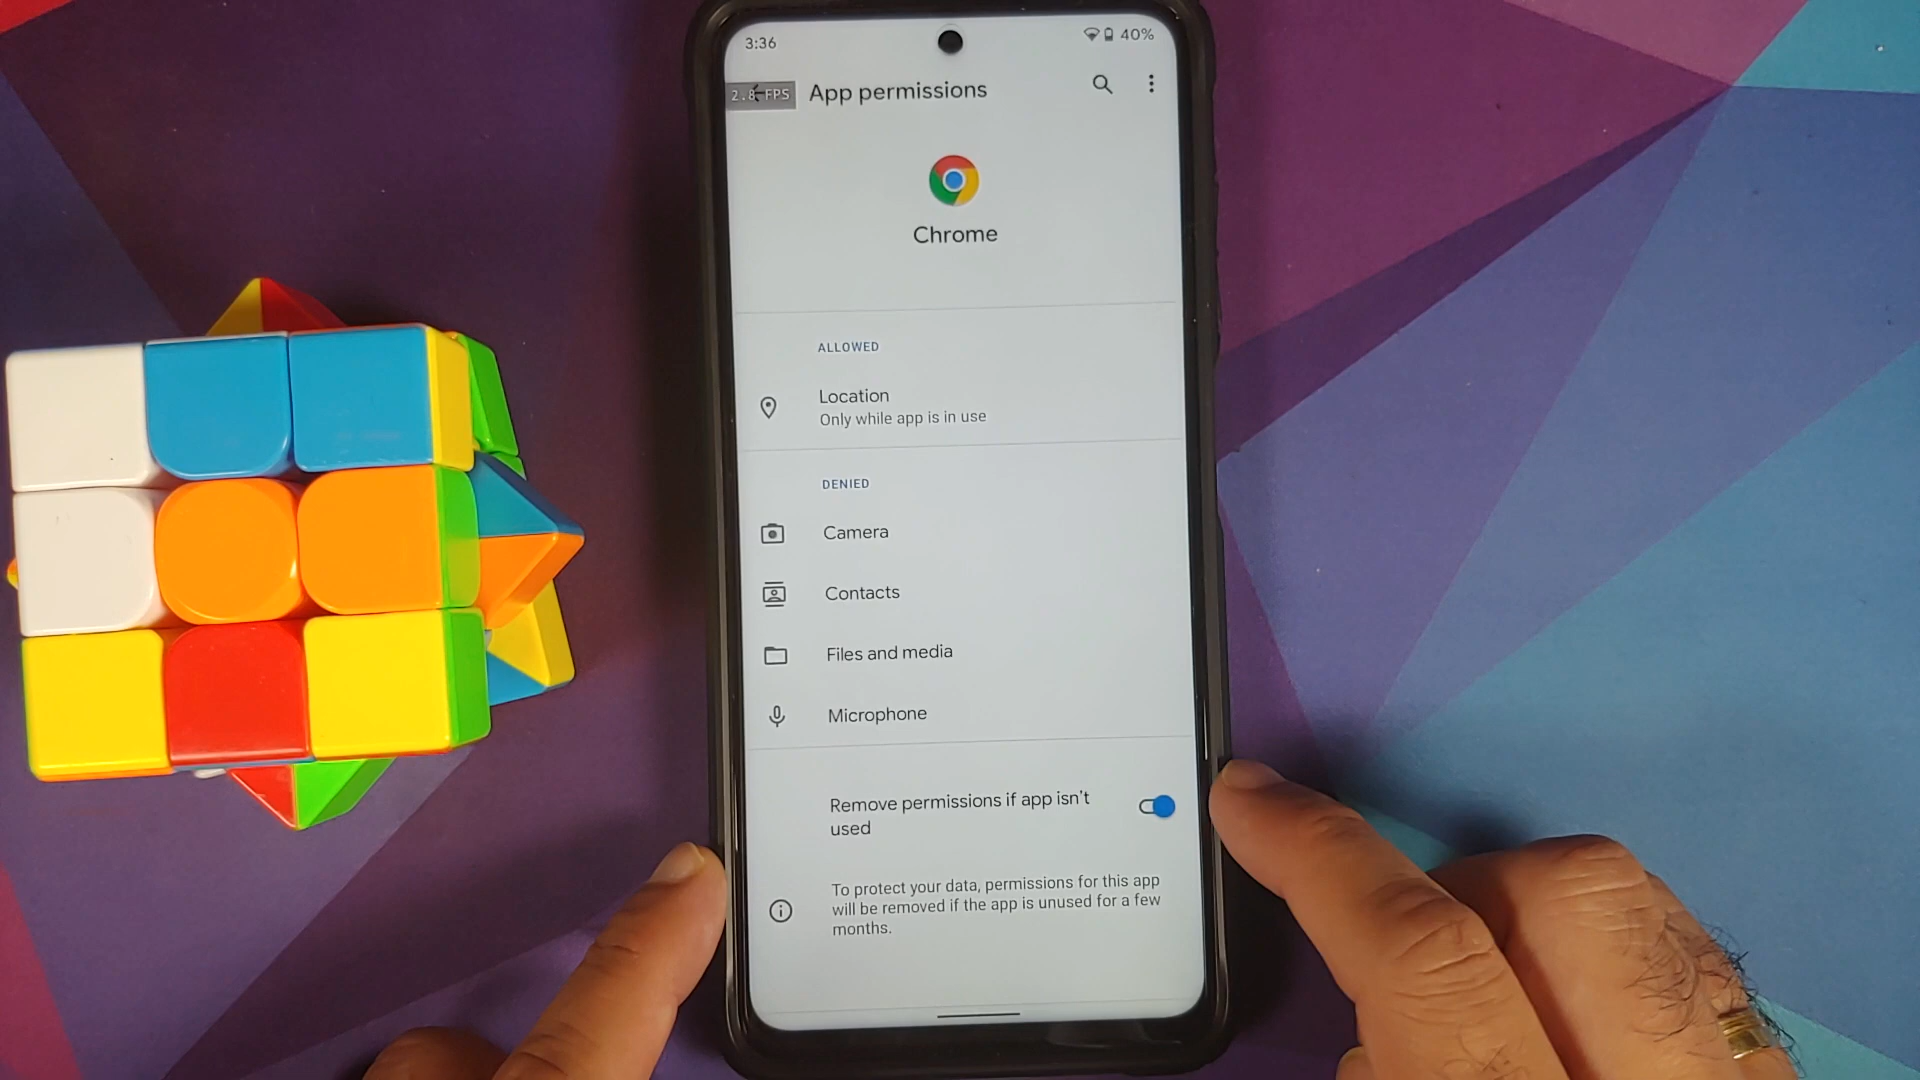 3:36
40%
2.8 FPS
App permissions
Chrome
ALLOWED
Location
Only while app is in use
DENIED
Camera
Contacts
Files and media
Microphone
Remove permissions if app isn't
used
To protect your data, permissions for this app
will be removed if the app is unused for a few
months.